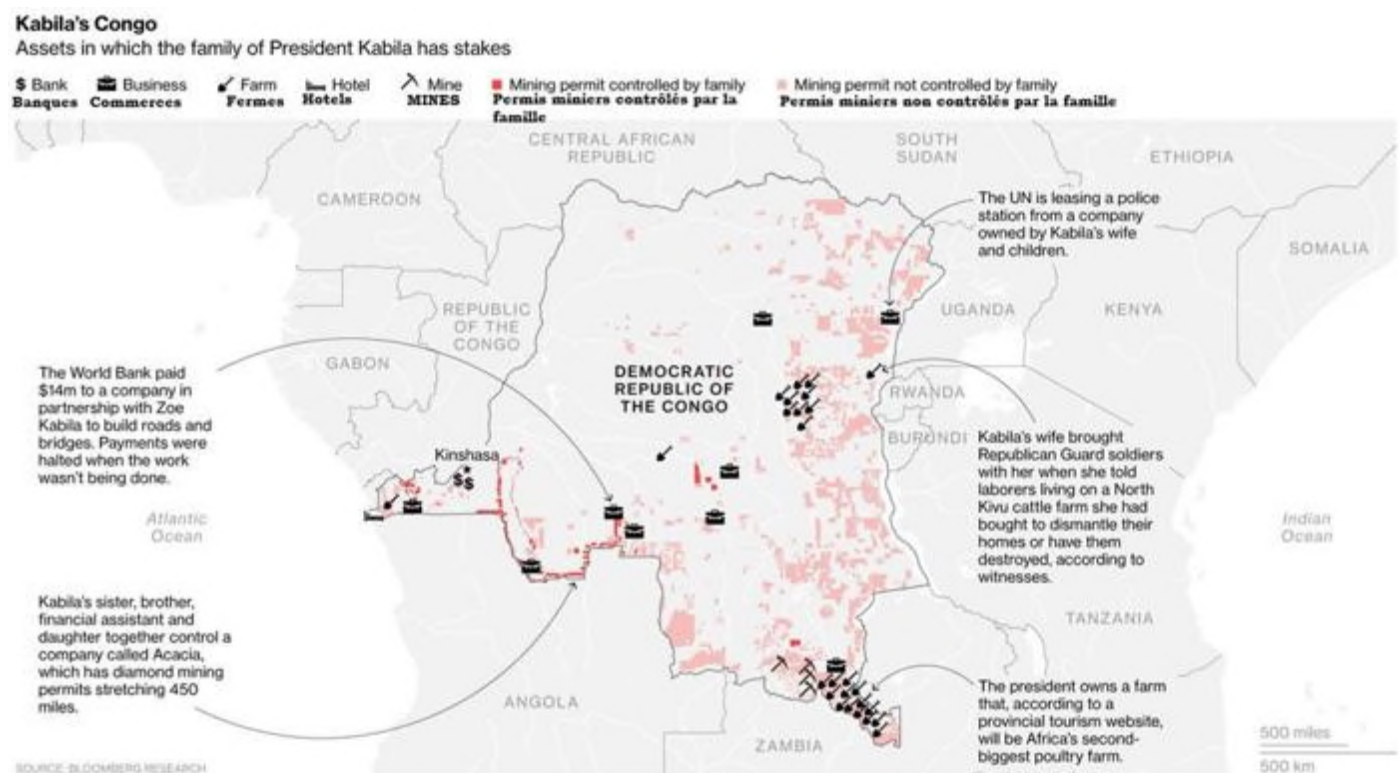 Kabila's Congo
Assets in which the family of President Kabila has stakes
$ Bank Business Farm Hotel Mine Mining permit controlled by family Mining permit not controlled by family
Banques Commerces Fermes Hotels MINES Permis miniers contrôlés par la Permis miniers non contrôlés par la famille
famille
CENTRAL AFRICAN
REPUBLIC
SOUTH
SUDAN
ETHIOPIA
CAMEROON
The UN is leasing a police
station from a company
owned by Kabila's wife
and children.
SOMALIA
REPUBLIC
OF THE
CONGO
UGANDA
KENYA
GABON
The World Bank paid
$14m to a company in
partnership with Zoe
Kabila to build roads and
bridges. Payments were
halted when the work
wasn't being done.
DEMOCRATIC
REPUBLIC OF
THE CONGO
RWANDA
BURUNDI
Kabila's wife brought
Republican Guard soldiers
with her when she told
laborers living on a North
Kivu cattle farm she had
bought to dismantle their
homes or have them
destroyed, according to
witnesses.
Kinshasa
$$
Atlantic
Ocean
Indian
Ocean
Kabila's sister, brother,
financial assistant and
daughter together control a
company called Acacia,
which has diamond mining
permits stretching 450
miles.
TANZANIA
ANGOLA
ZAMBIA
The president owns a farm
that, according to a
provincial tourism website,
will be Africa's second-
biggest poultry farm.
500 miles
500 km
SOURCE: BLOOMBERG RESEARCH